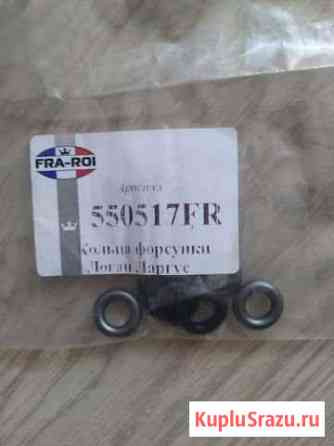 FRA-ROI
Артикул
550517FR
Кольца форсунки
Логан Ларгус
KupluSrazu.ru